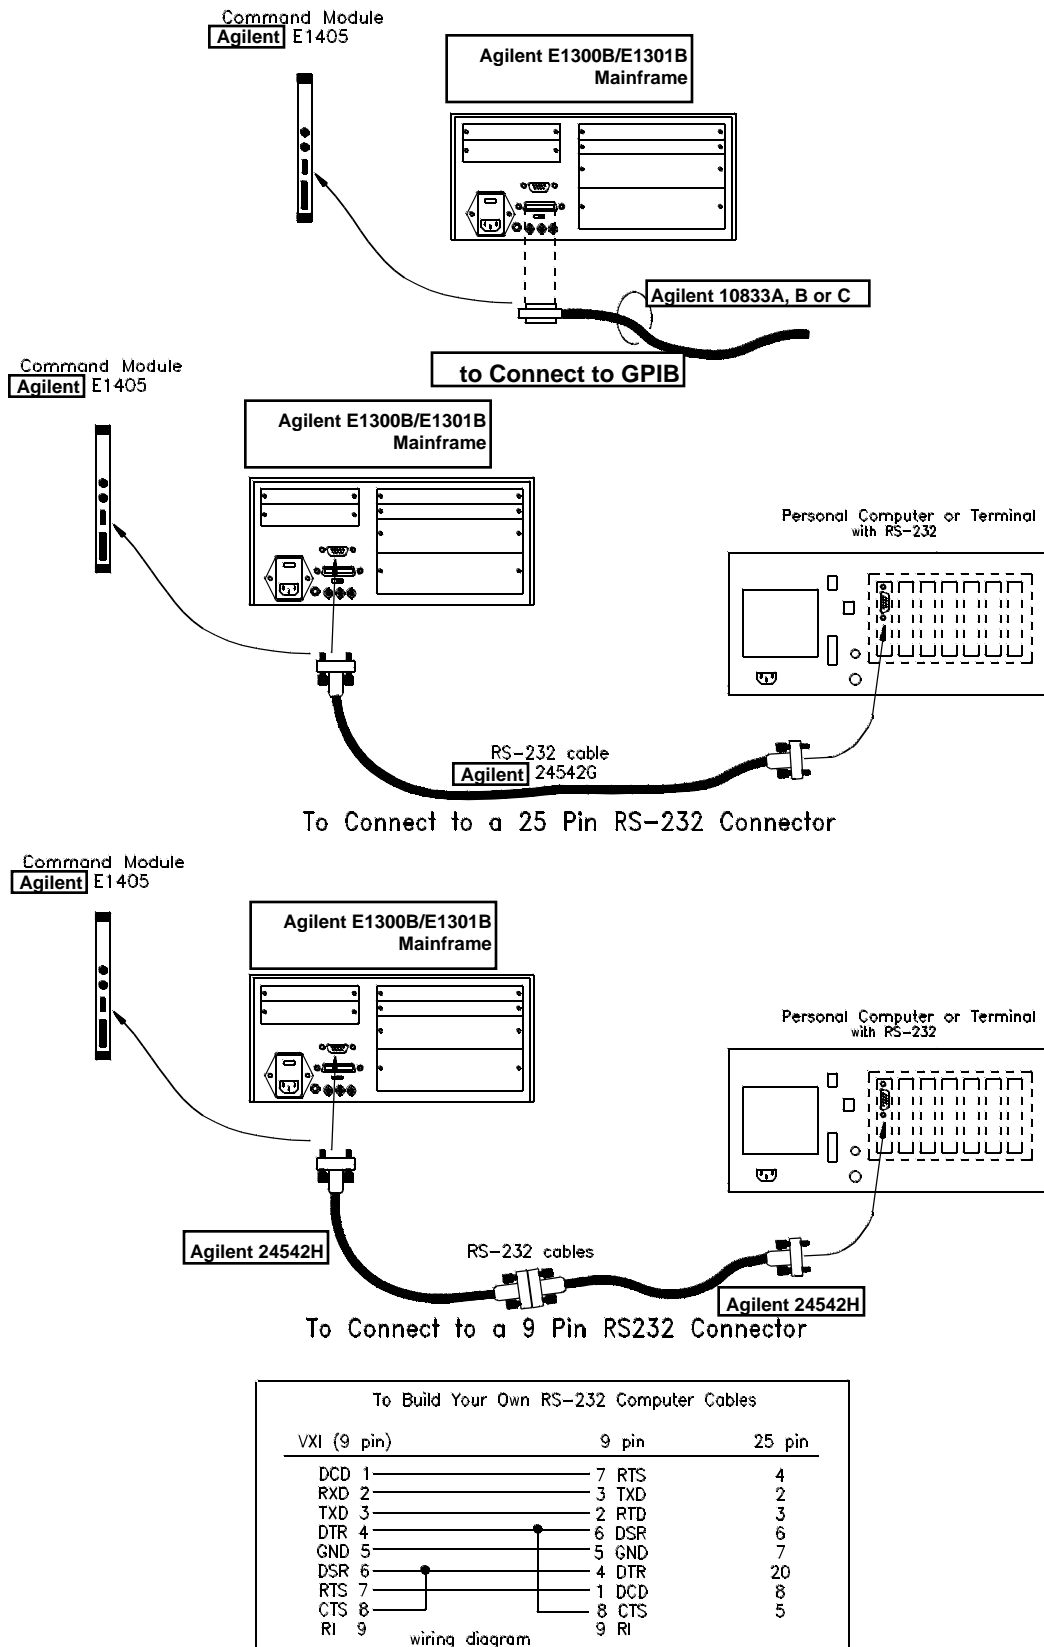 Command Module
Agilent E1405
Agilent E1300B/E1301B
Mainframe
Agilent 10833A, B or C
to Connect to GPIB
Command Module
Agilent E1405
Agilent E1300B/E1301B
Mainframe
Personal Computer or Terminal
with RS-232
RS-232 cable
Agilent 24542G
To Connect to a 25 Pin RS-232 Connector
Command Module
Agilent E1405
Agilent E1300B/E1301B
Mainframe
Personal Computer or Terminal
with RS-232
Agilent 24542H
RS-232 cables
Agilent 24542H
To Connect to a 9 Pin RS232 Connector
To Build Your Own RS-232 Computer Cables
VXI (9 pin) 9 pin 25 pin
DCD 1 7 RTS 4
RXD 2 3 TXD 2
TXD 3 2 RTD 3
DTR 4 6 DSR 6
GND 5 5 GND 7
DSR 6 4 DTR 20
RTS 7 1 DCD 8
CTS 8 8 CTS 5
RI 9 9 RI
wiring diagram